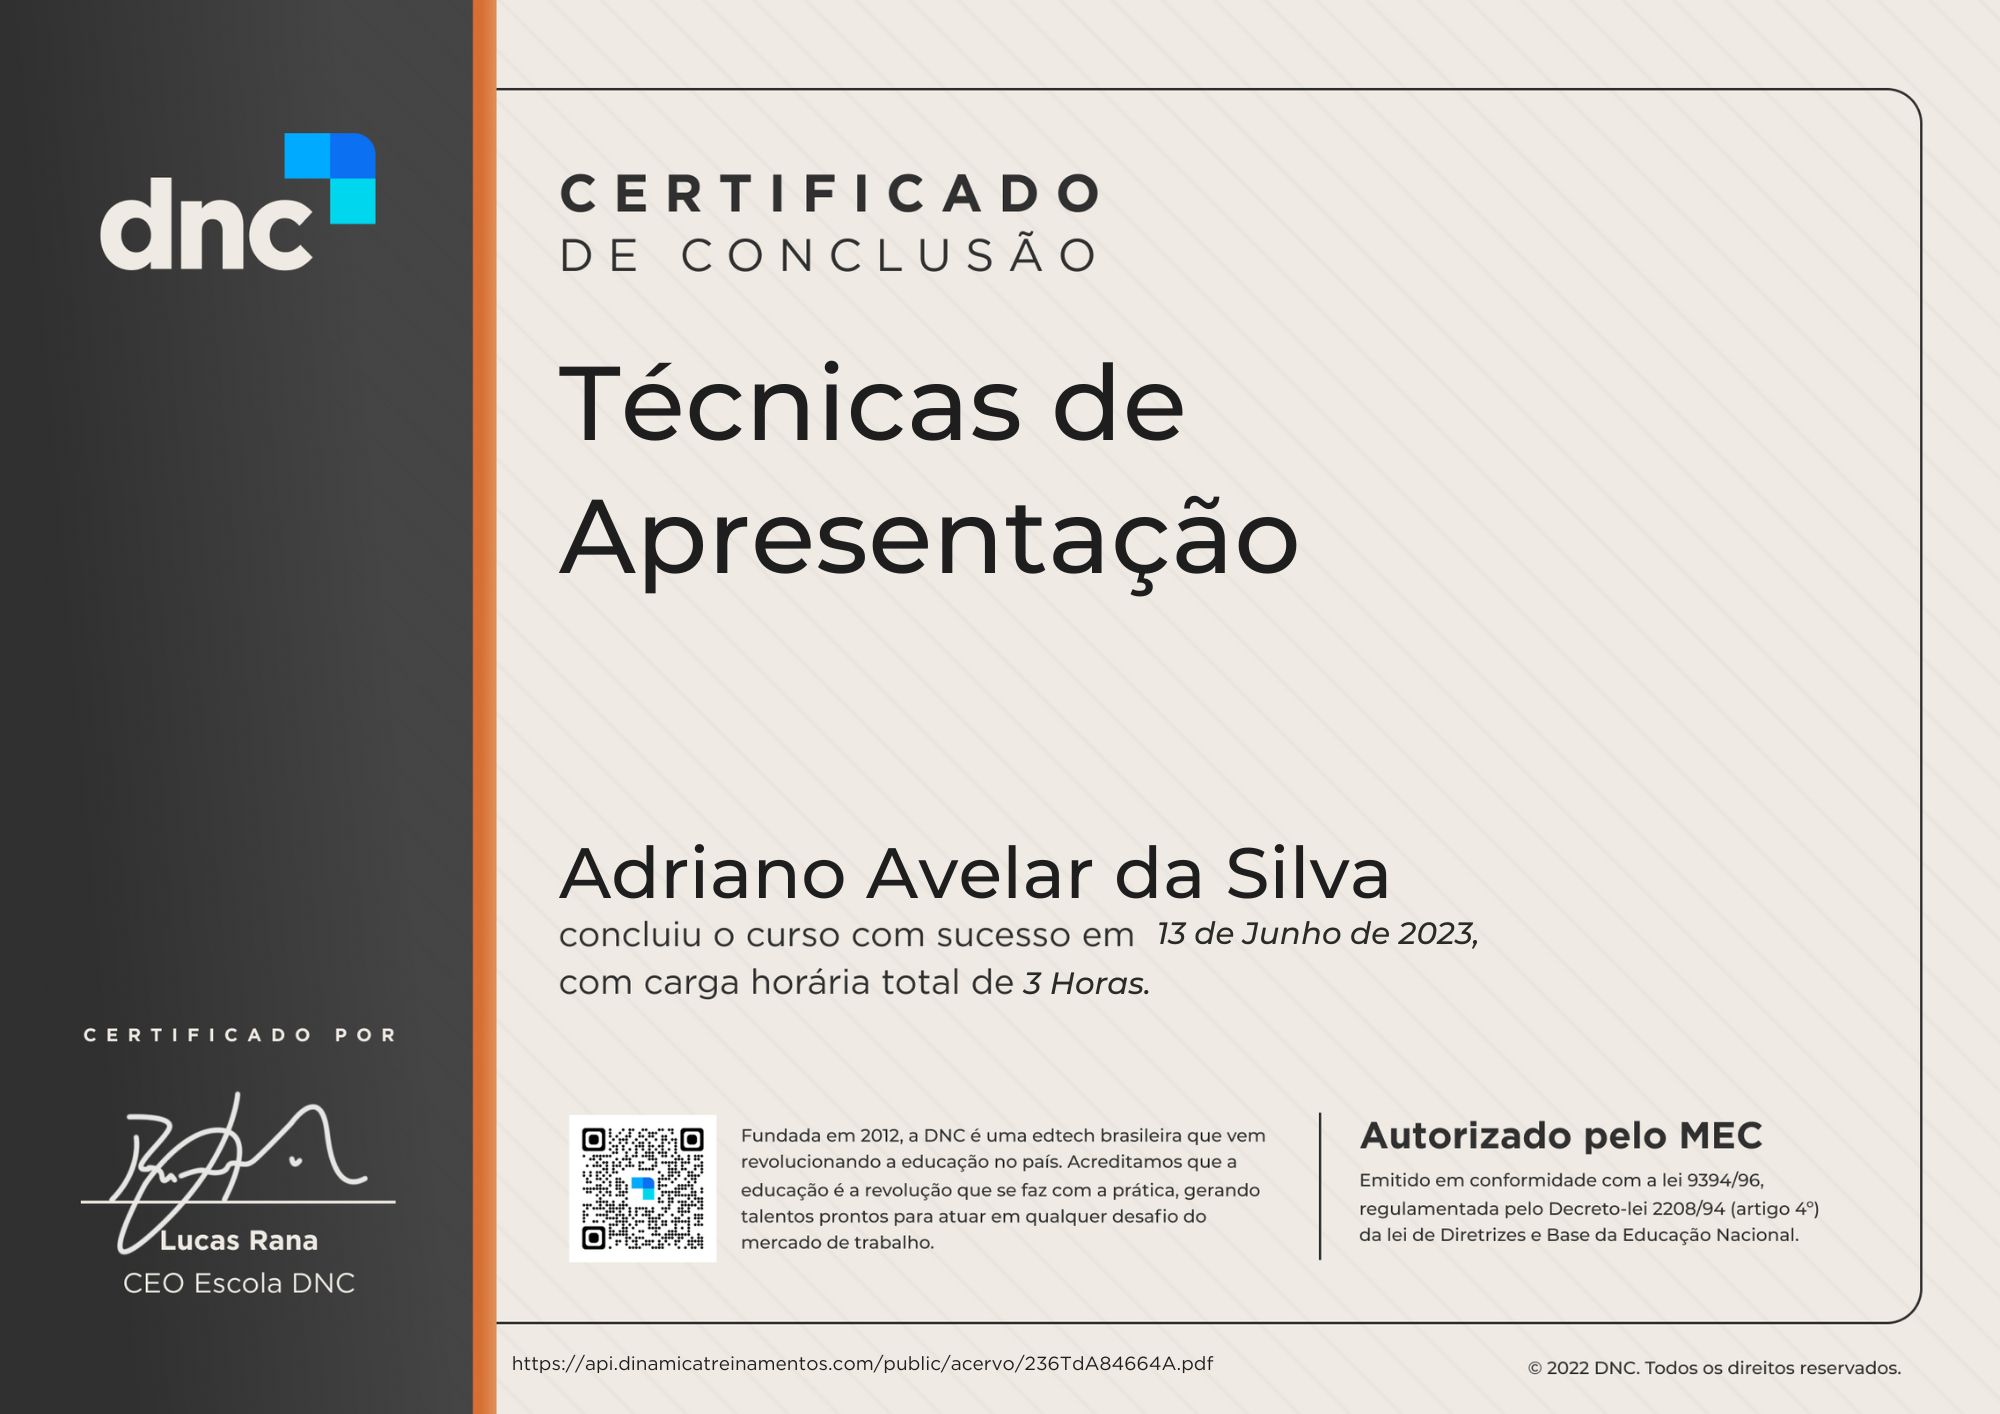 dnc
CERTIFICADO
DE CONCLUSÃO
Técnicas de
Apresentação
Adriano Avelar da Silva
concluiu o curso com sucesso em 13 de Junho de 2023,
com carga horária total de 3 Horas.
CERTIFICADO POR
Lucas Rana
CEO Escola DNC
Fundada em 2012, a DNC é uma edtech brasileira que vem
revolucionando a educação no país. Acreditamos que a
educação é a revolução que se faz com a prática, gerando
talentos prontos para atuar em qualquer desafio do
mercado de trabalho.
Autorizado pelo MEC
Emitido em conformidade com a lei 9394/96,
regulamentada pelo Decreto-lei 2208/94 (artigo 4º)
da lei de Diretrizes e Base da Educação Nacional.
https://api.dinamicatreinamentos.com/public/acervo/236TdA84664A.pdf
© 2022 DNC. Todos os direitos reservados.